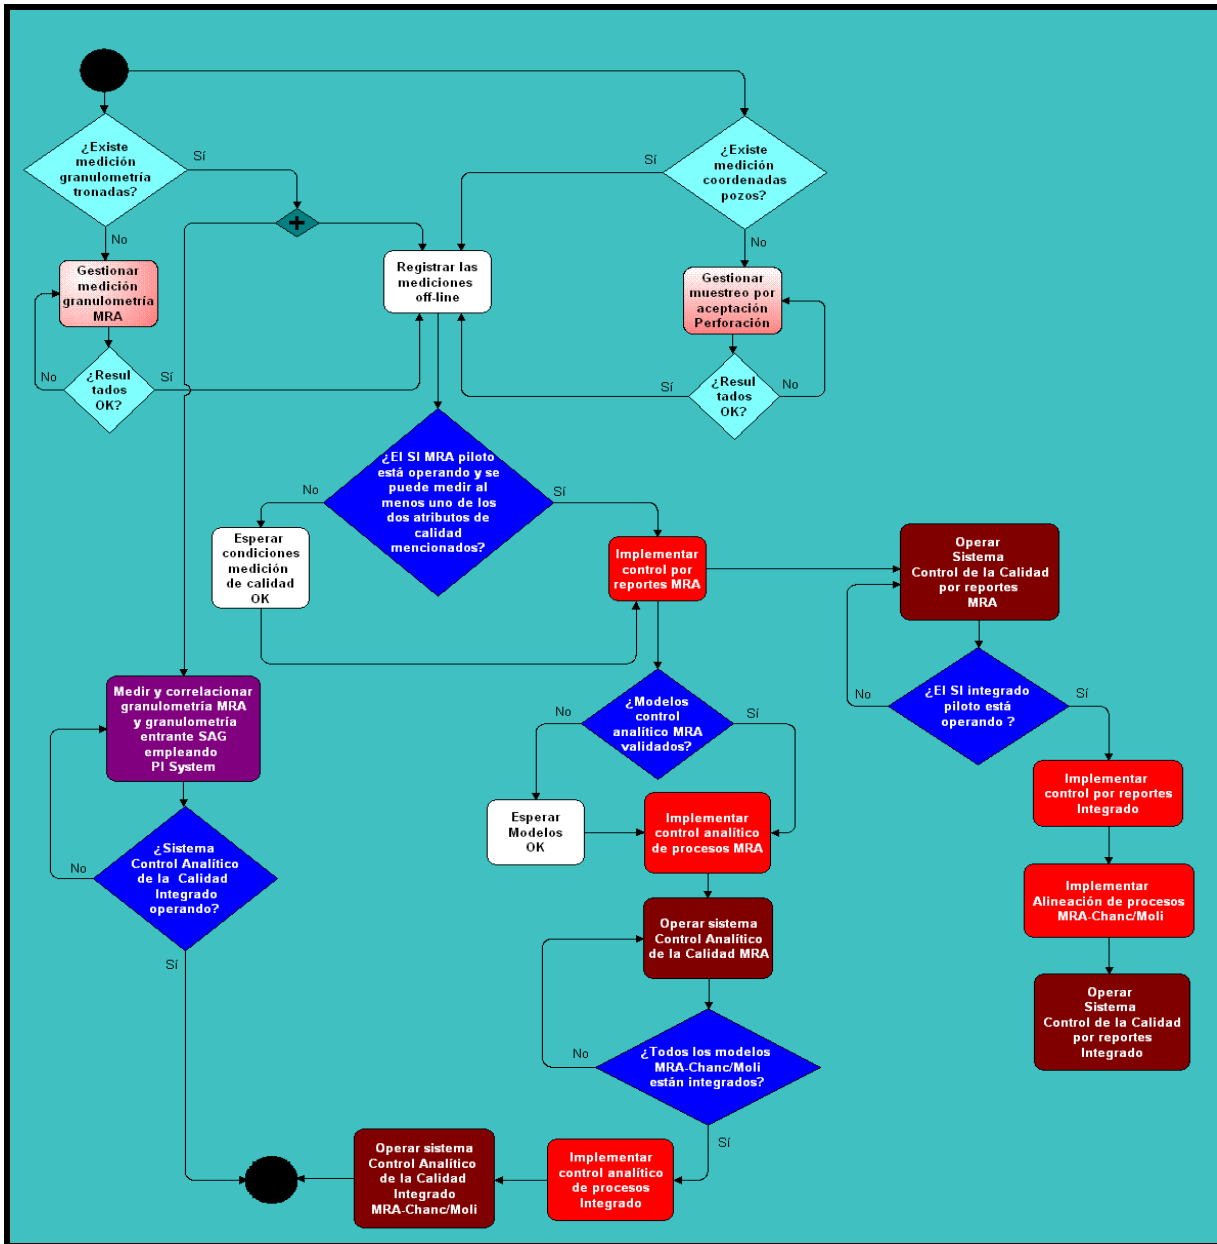 ¿Existe
medición
granulometría
tronadas?
Sí
¿Existe
medición
coordenadas
pozos?
Sí
No
No
Gestionar
medición
granulometría
MRA
Registrar las
mediciones
off-line
Gestionar
muestreo por
aceptación
Perforación
No
¿Resul
tados
OK?
Sí
Sí
¿Resul
tados
OK?
No
¿El SI MRA piloto
está operando y se
puede medir al
menos uno de los
dos atributos de
calidad
mencionados?
No
Sí
Esperar
condiciones
medición
de calidad
OK
Implementar
control por
reportes MRA
Operar
Sistema
Control de la Calidad
por reportes
MRA
¿El SI integrado
piloto está
operando ?
No
Sí
Medir y correlacionar
granulometría MRA
y granulometría
entrante SAG
empleando
PI System
¿Modelos
control
analítico MRA
validados?
No
Sí
Implementar
control por reportes
Integrado
Esperar
Modelos
OK
Implementar
control analítico
de procesos MRA
¿Sistema
Control Analítico
de la  Calidad
Integrado
operando?
No
Sí
Implementar
Alineación de procesos
MRA-Chanc/Moli
Operar sistema
Control Analítico
de la Calidad MRA
Operar
Sistema
Control de la Calidad
por reportes
Integrado
¿Todos los modelos
MRA-Chanc/Moli
están integrados?
No
Sí
Operar sistema
Control Analítico
de la Calidad
Integrado
MRA-Chanc/Moli
Implementar
control analítico
de procesos
Integrado